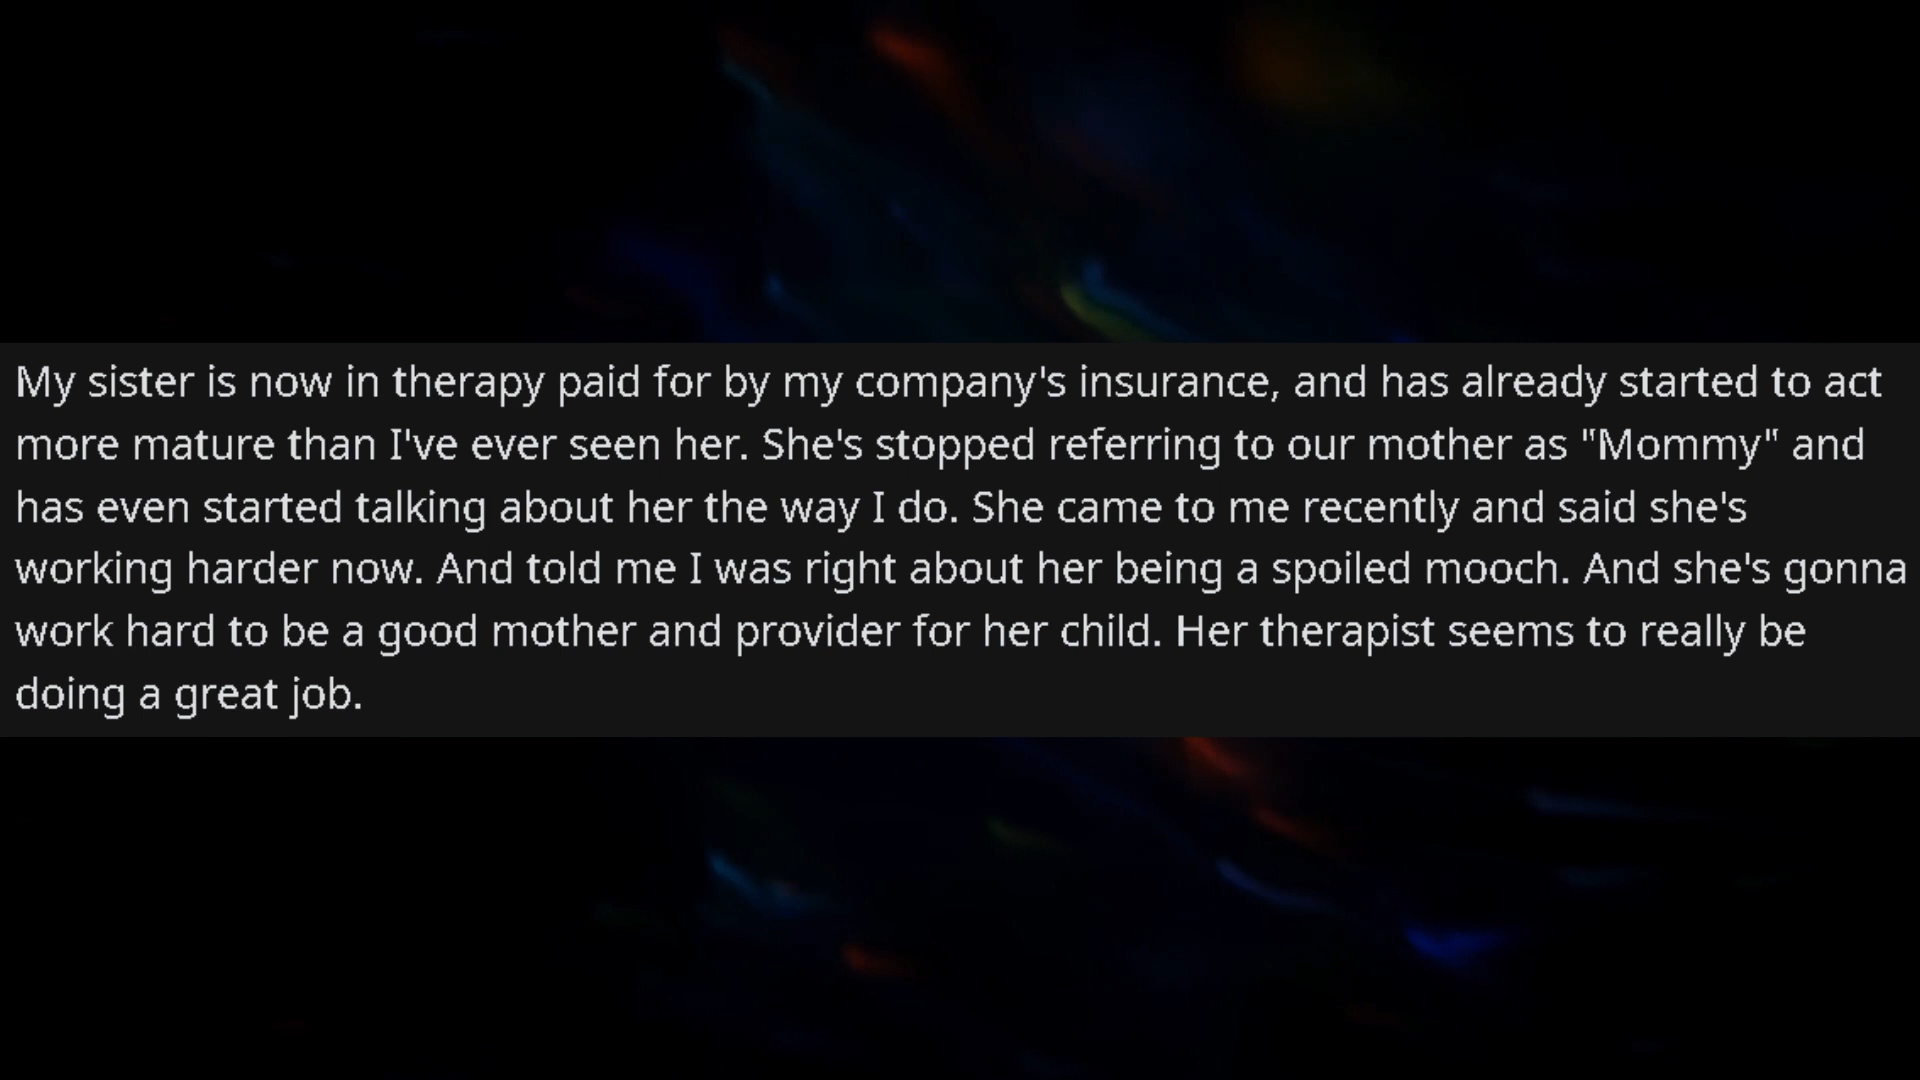 My sister is now in therapy paid for by my company's insurance, and has already started to act
more mature than I've ever seen her. She's stopped referring to our mother as "Mommy" and
has even started talking about her the way I do. She came to me recently and said she's
working harder now. And told me I was right about her being a spoiled mooch. And she's gonna
work hard to be a good mother and provider for her child. Her therapist seems to really be
doing a great job.